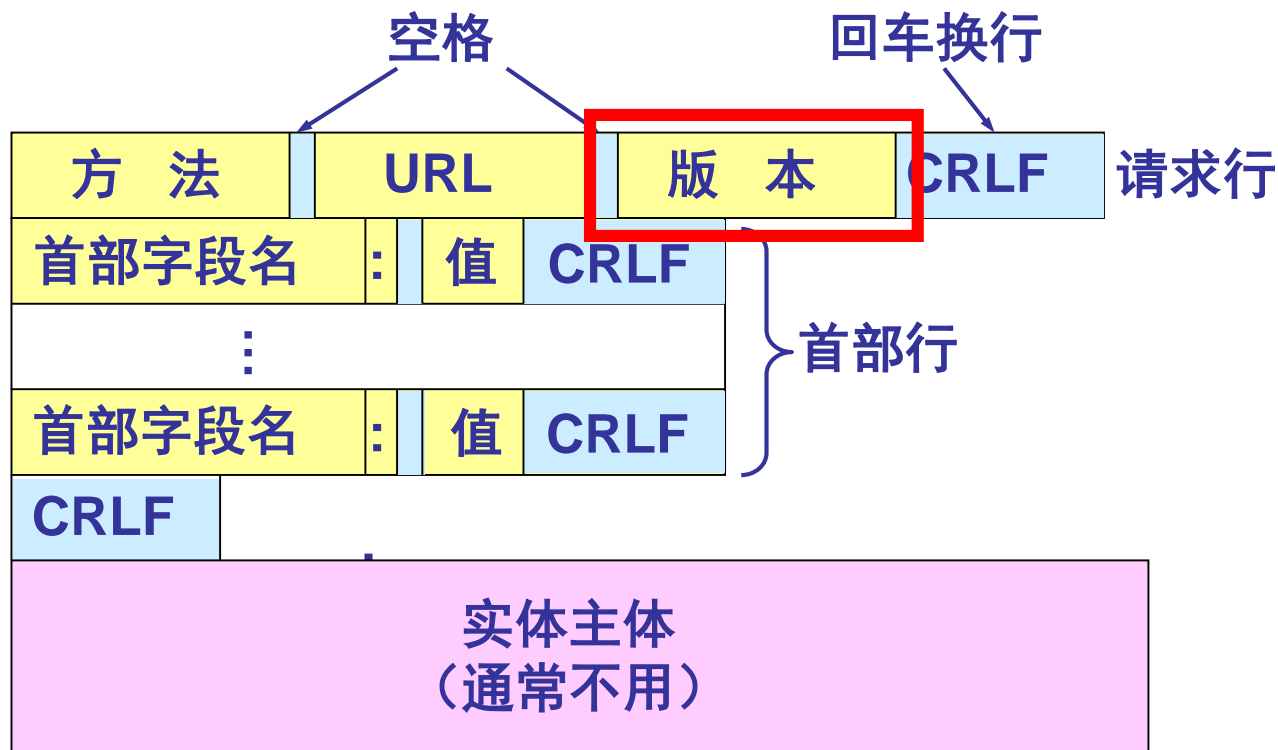 空格 回车换行
方 法 URL 版 本 CRLF 请求行
首部字段名 : 值 CRLF
⋮
首部行
首部字段名 : 值 CRLF
CRLF
实体主体
（通常不用）